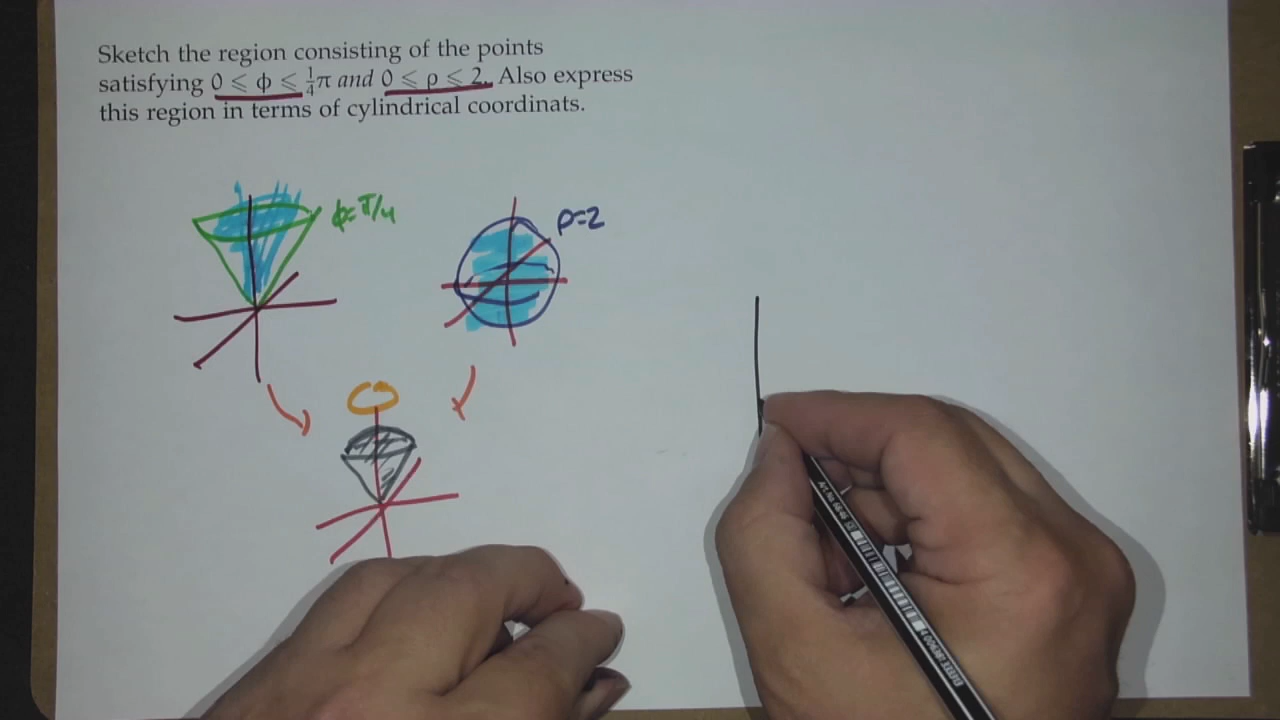 Sketch the region consisting of the points
satisfying 0 ⩽ ϕ ⩽ ¼π and 0 ⩽ ρ ⩽ 2. Also express
this region in terms of cylindrical coordinats.
ϕ=π/4
ρ=2